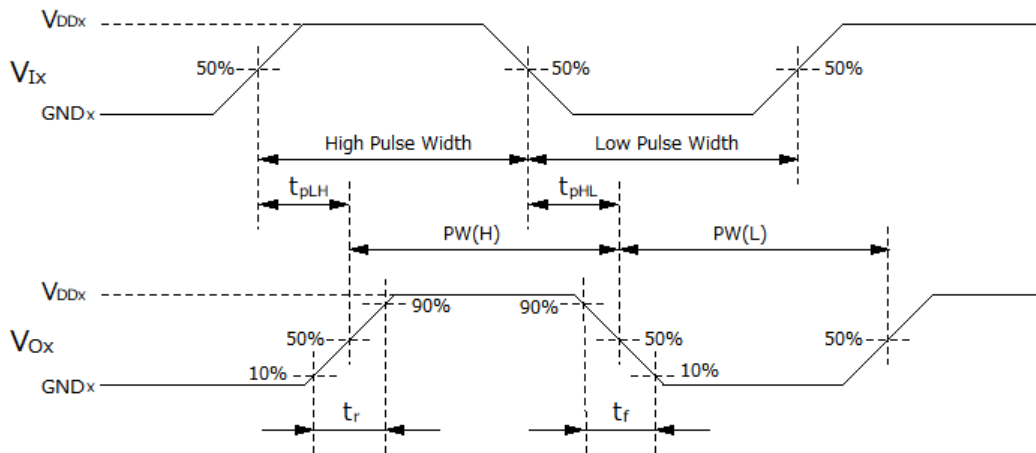 VDDx
VIx
50%
50%
50%
GNDx
High Pulse Width
Low Pulse Width
tpLH
tpHL
PW(H)
PW(L)
VDDx
90%
90%
VOx
50%
50%
50%
10%
10%
GNDx
tr
tf